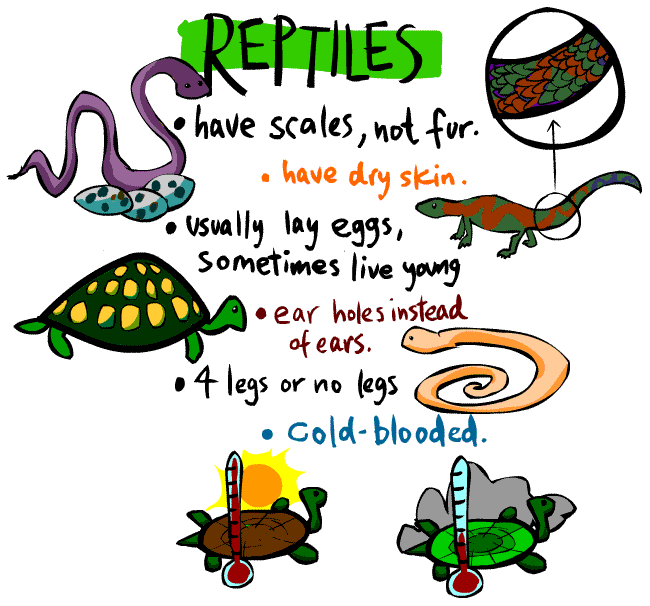 REPTILES
• have scales, not fur.
• have dry skin.
• usually lay eggs,
sometimes live young
• ear holes instead
of ears.
• 4 legs or no legs
• cold-blooded.